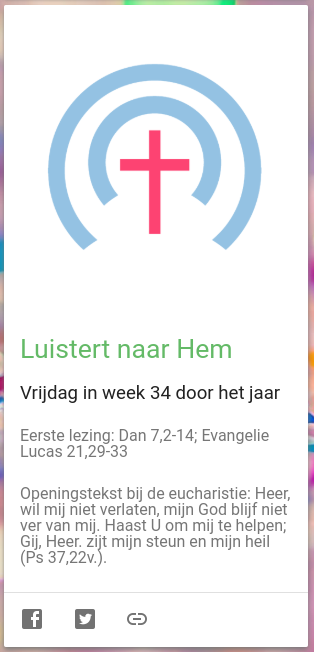 Luistert naar Hem
Vrijdag in week 34 door het jaar
Eerste lezing: Dan 7,2-14; Evangelie
Lucas 21,29-33
Openingstekst bij de eucharistie: Heer,
wil mij niet verlaten, mijn God blijf niet
ver van mij. Haast U om mij te helpen;
Gij, Heer. zijt mijn steun en mijn heil
(Ps 37,22v.).